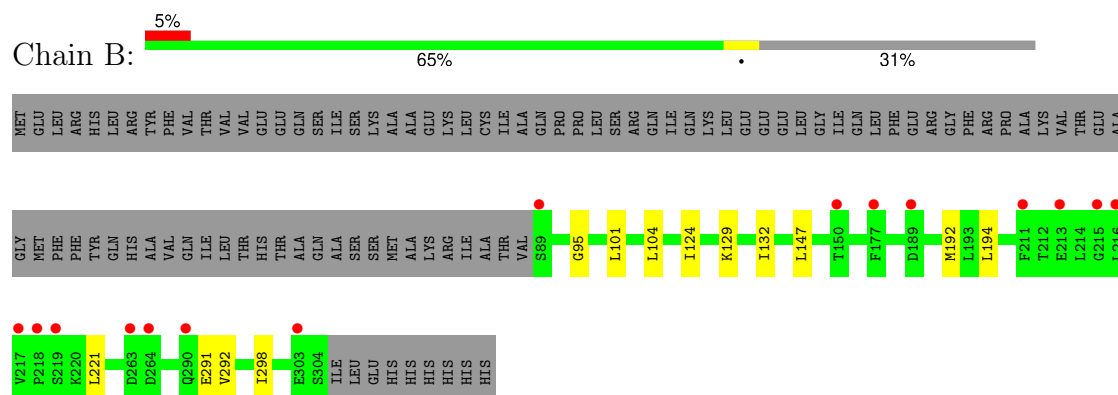 5%
Chain B:
65% • 31%
MET GLU LEU ARG HIS LEU ARG TYR PHE VAL THR VAL VAL GLU GLU GLN SER ILE SER LYS ALA ALA GLU LYS LEU CYS ILE ALA GLN PRO PRO LEU SER ARG GLN ILE GLN LYS LEU GLU GLU GLU LEU GLY ILE GLN LEU PHE GLU ARG GLY PHE ARG PRO ALA LYS VAL THR GLU ALA
GLY MET PHE PHE TYR GLN HIS ALA VAL GLN ILE LEU THR HIS THR THR ALA GLN ALA SER SER MET ALA LYS ARG ILE ALA THR VAL S89 G95 L101 L104 I124 K129 I132 L147 T150 F177 D189 M192 L193 L194 F211 T212 E213 L214 G215 L216
V217 P218 S219 K220 L221 D263 D264 Q290 E291 V292 I298 E303 S304 ILE LEU GLU HIS HIS HIS HIS HIS HIS